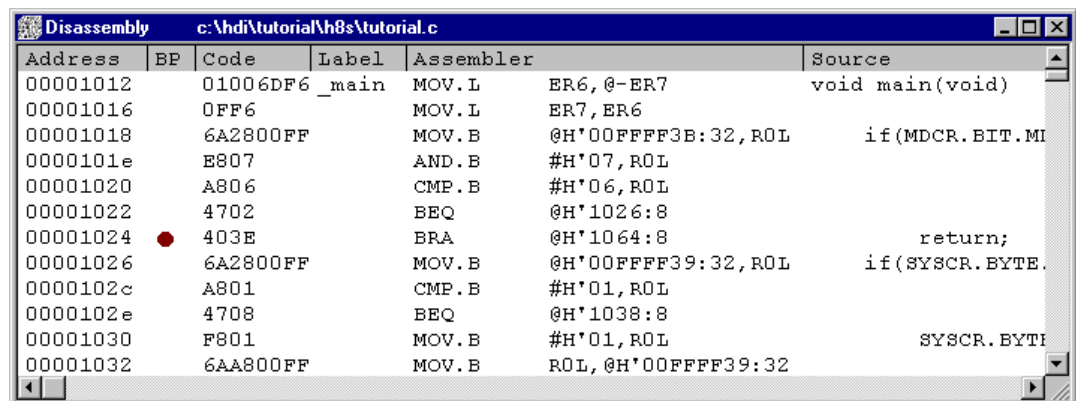 Disassembly c:\hdi\tutorial\h8s\tutorial.c
Address BP Code Label Assembler Source
00001012 01006DF6 _main MOV.L ER6,@-ER7 void main(void)
00001016 0FF6 MOV.L ER7,ER6
00001018 6A2800FF MOV.B @H'00FFFF3B:32,R0L if(MDCR.BIT.MD
0000101e E807 AND.B #H'07,R0L
00001020 A806 CMP.B #H'06,R0L
00001022 4702 BEQ @H'1026:8
00001024 403E BRA @H'1064:8 return;
00001026 6A2800FF MOV.B @H'00FFFF39:32,R0L if(SYSCR.BYTE.
0000102c A801 CMP.B #H'01,R0L
0000102e 4708 BEQ @H'1038:8
00001030 F801 MOV.B #H'01,R0L SYSCR.BYTE
00001032 6AA800FF MOV.B R0L,@H'00FFFF39:32